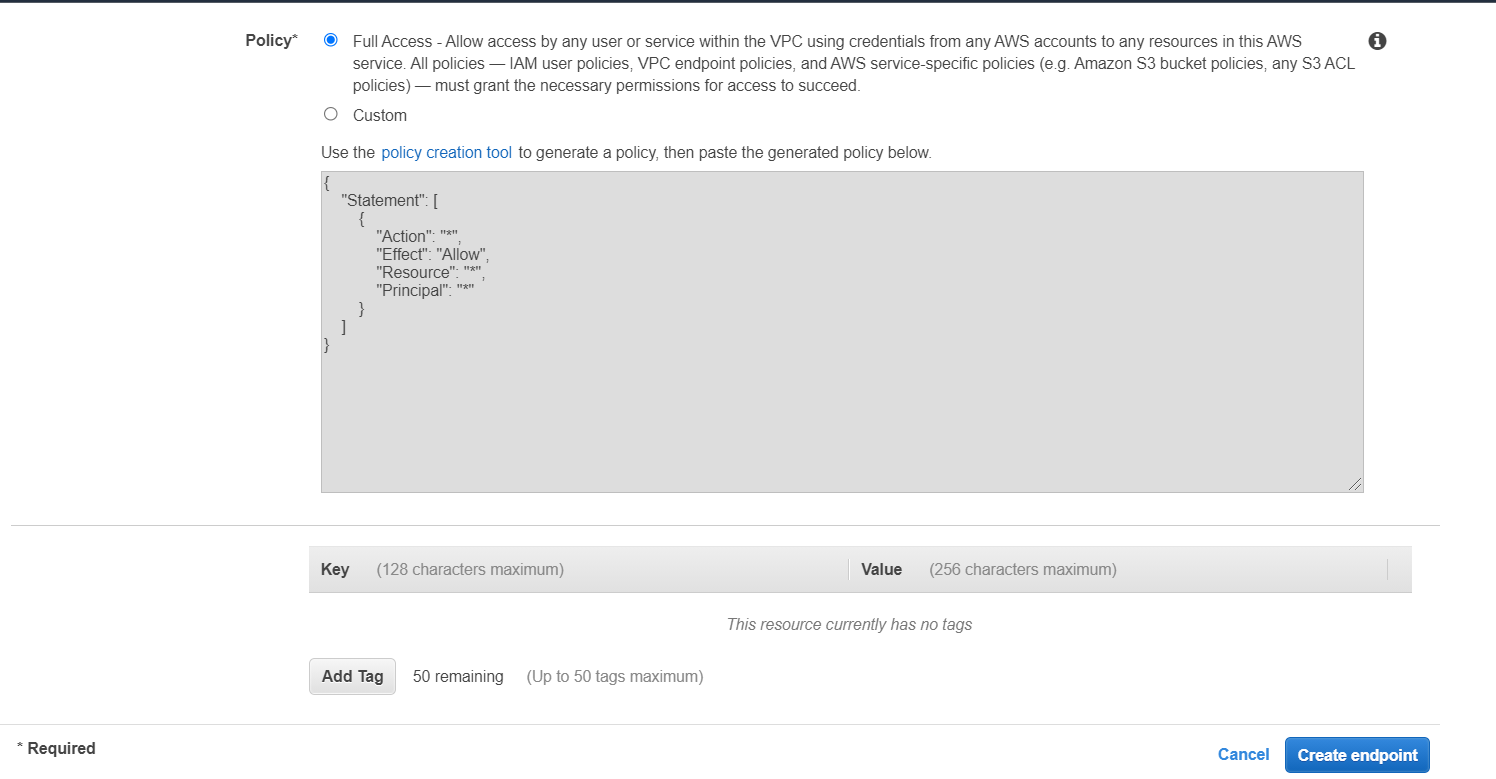 Policy* Full Access - Allow access by any user or service within the VPC using credentials from any AWS accounts to any resources in this AWS
service. All policies — IAM user policies, VPC endpoint policies, and AWS service-specific policies (e.g. Amazon S3 bucket policies, any S3 ACL
policies) — must grant the necessary permissions for access to succeed.
Custom
Use the policy creation tool to generate a policy, then paste the generated policy below.
{
"Statement": [
{
"Action": "*",
"Effect": "Allow",
"Resource": "*",
"Principal": "*"
}
]
}
Key (128 characters maximum) Value (256 characters maximum)
This resource currently has no tags
Add Tag 50 remaining (Up to 50 tags maximum)
* Required Cancel Create endpoint